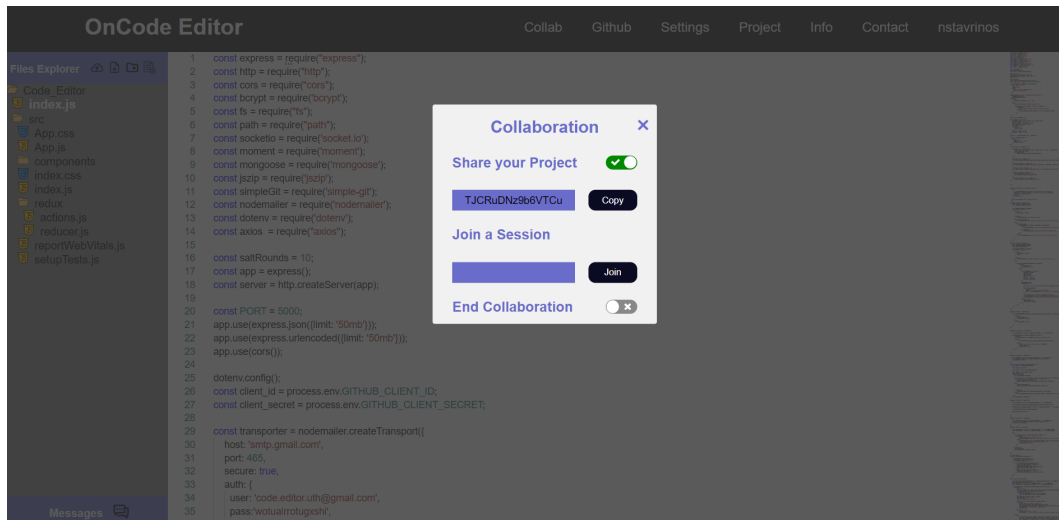 OnCode Editor
Collab Github Settings Project Info Contact nstavrinos
Files Explorer
Code_Editor
index.js
src
App.css
App.js
components
index.css
index.js
redux
actions.js
reducer.js
reportWebVitals.js
setupTests.js
Messages
1 const express = require("express");
2 const http = require("http");
3 const cors = require("cors");
4 const bcrypt = require("bcrypt");
5 const fs = require("fs");
6 const path = require("path");
7 const socketio = require('socket.io');
8 const moment = require("moment");
9 const mongoose = require('mongoose');
10 const jszip = require('jszip');
11 const simpleGit = require('simple-git');
12 const nodemailer = require('nodemailer');
13 const dotenv = require('dotenv');
14 const axios = require("axios");
15
16 const saltRounds = 10;
17 const app = express();
18 const server = http.createServer(app);
19
20 const PORT = 5000;
21 app.use(express.json({limit: '50mb'}));
22 app.use(express.urlencoded({limit: '50mb'}));
23 app.use(cors());
24
25 dotenv.config();
26 const client_id = process.env.GITHUB_CLIENT_ID;
27 const client_secret = process.env.GITHUB_CLIENT_SECRET;
28
29 const transporter = nodemailer.createTransport({
30 host: 'smtp.gmail.com',
31 port: 465,
32 secure: true,
33 auth: {
34 user: 'code.editor.uth@gmail.com',
35 pass:'wotualrrotugxshi',
Collaboration ×
Share your Project
TJCRuDNz9b6VTCu Copy
Join a Session
Join
End Collaboration